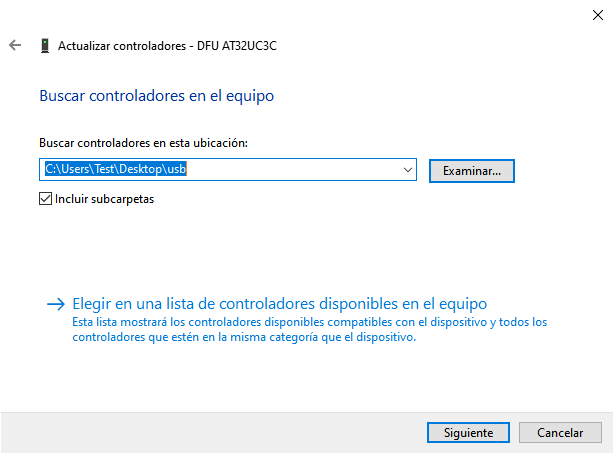 Actualizar controladores - DFU AT32UC3C
Buscar controladores en el equipo
Buscar controladores en esta ubicación:
C:\Users\Test\Desktop\usb
Examinar...
Incluir subcarpetas
Elegir en una lista de controladores disponibles en el equipo
Esta lista mostrará los controladores disponibles compatibles con el dispositivo y todos los
controladores que estén en la misma categoría que el dispositivo.
Siguiente
Cancelar